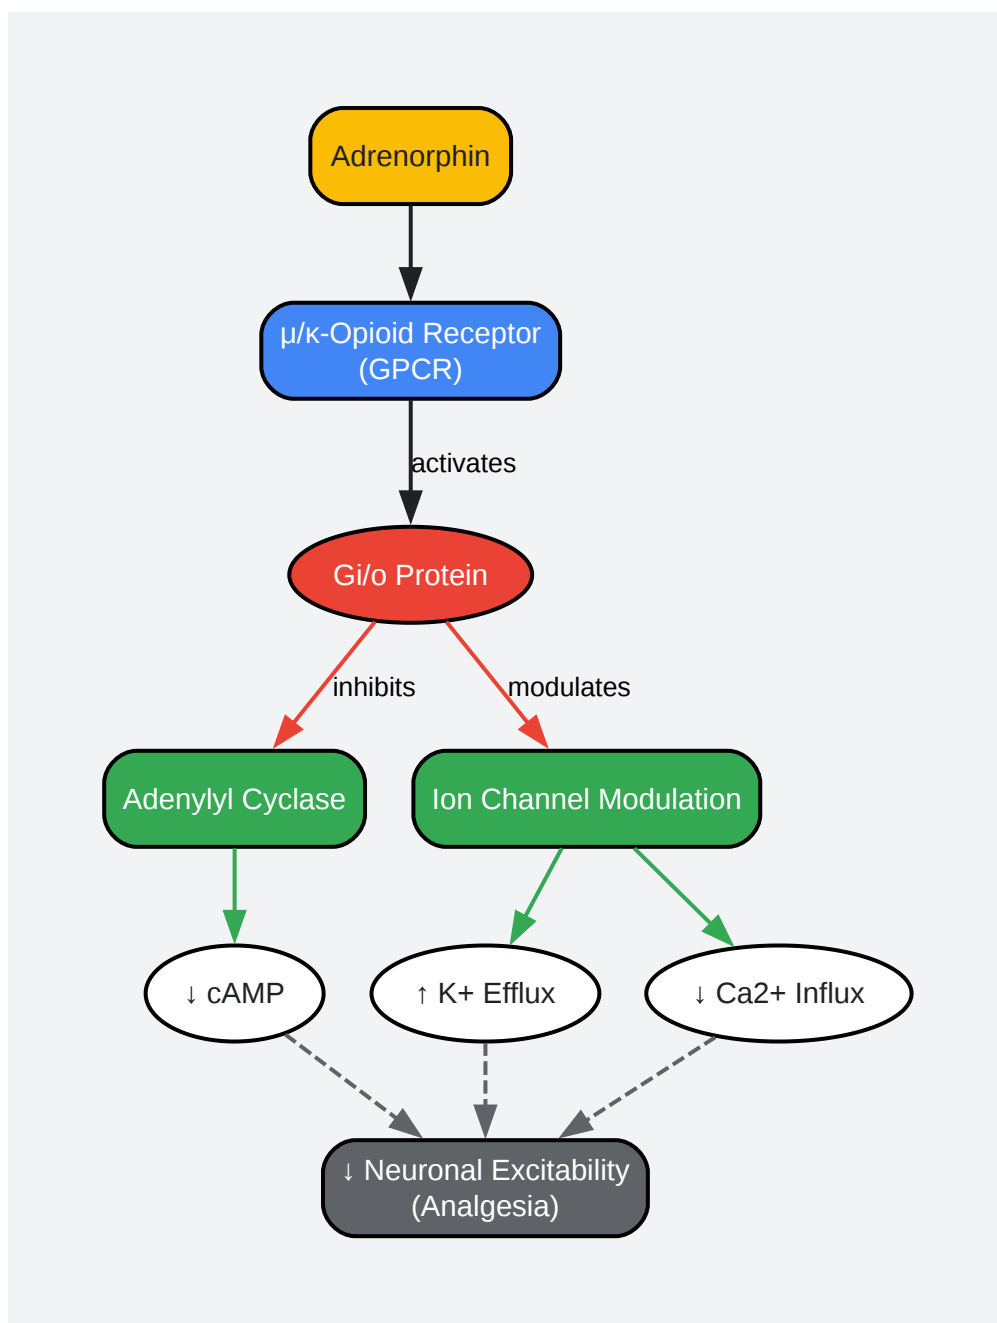 Adrenorphin
μ/κ-Opioid Receptor
(GPCR)
activates
Gi/o Protein
inhibits
modulates
Adenylyl Cyclase
Ion Channel Modulation
↓ cAMP
↑ K+ Efflux
↓ Ca2+ Influx
↓ Neuronal Excitability
(Analgesia)